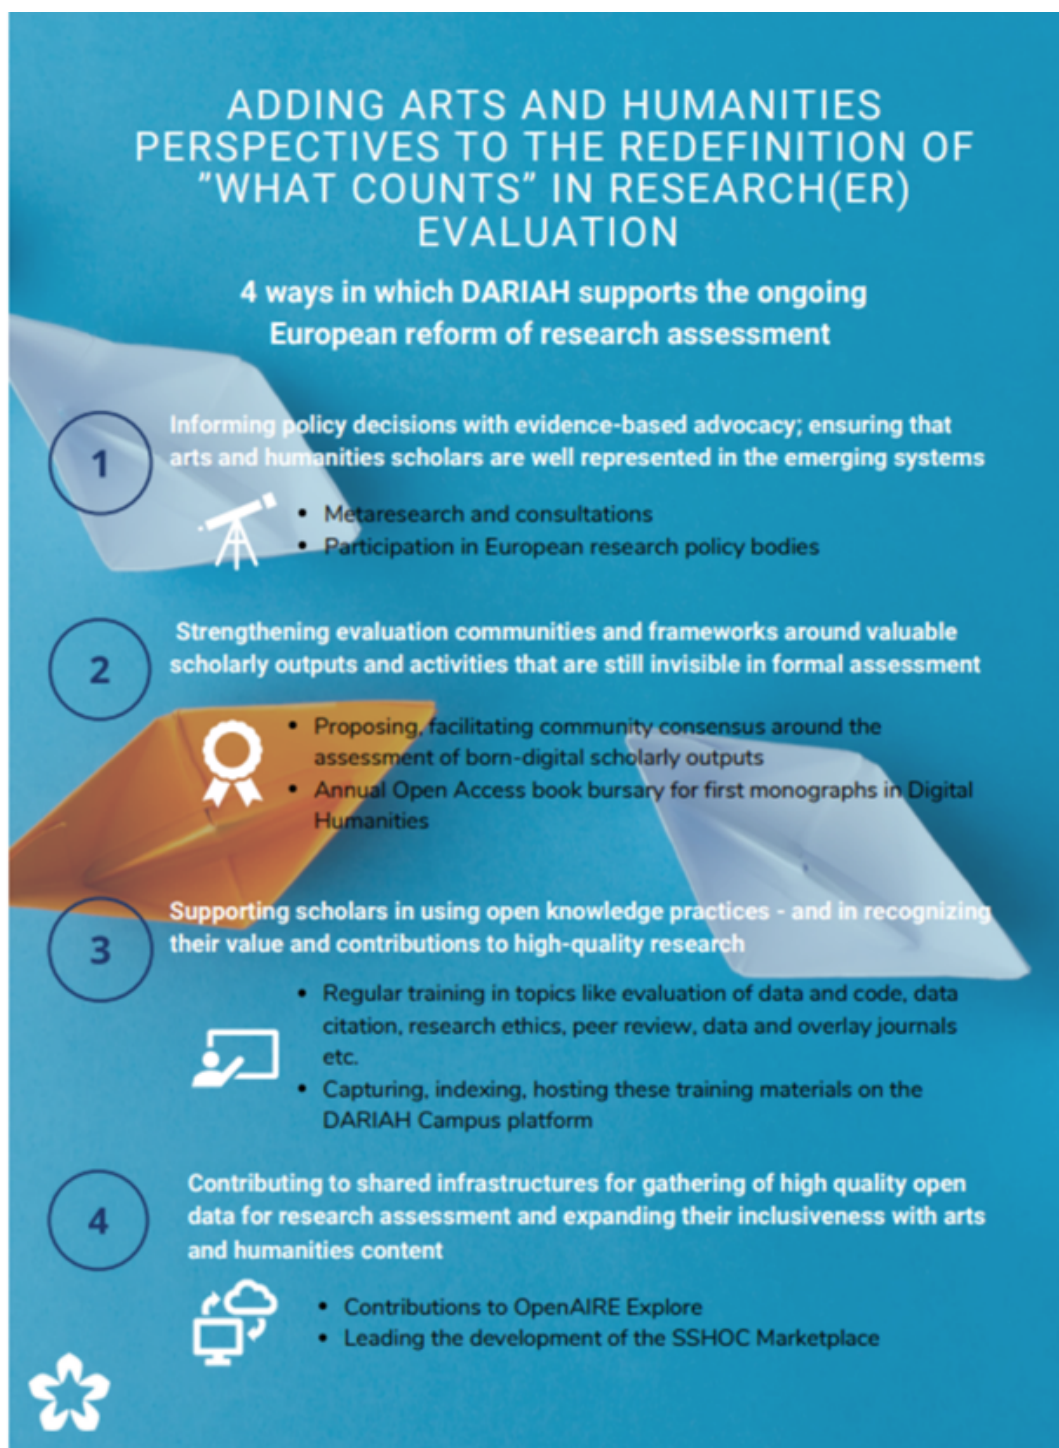 ADDING ARTS AND HUMANITIES
PERSPECTIVES TO THE REDEFINITION OF
"WHAT COUNTS” IN RESEARCH(ER)
EVALUATION
4 ways in which DARIAH supports the ongoing
European reform of research assessment
1
Informing policy decisions with evidence-based advocacy; ensuring that
arts and humanities scholars are well represented in the emerging systems
• Metaresearch and consultations
• Participation in European research policy bodies
2
Strengthening evaluation communities and frameworks around valuable
scholarly outputs and activities that are still invisible in formal assessment
• Proposing, facilitating community consensus around the
assessment of born-digital scholarly outputs
• Annual Open Access book bursary for first monographs in Digital
Humanities
3
Supporting scholars in using open knowledge practices - and in recognizing
their value and contributions to high-quality research
• Regular training in topics like evaluation of data and code, data
citation, research ethics, peer review, data and overlay journals
etc.
• Capturing, indexing, hosting these training materials on the
DARIAH Campus platform
4
Contributing to shared infrastructures for gathering of high quality open
data for research assessment and expanding their inclusiveness with arts
and humanities content
• Contributions to OpenAIRE Explore
• Leading the development of the SSHOC Marketplace